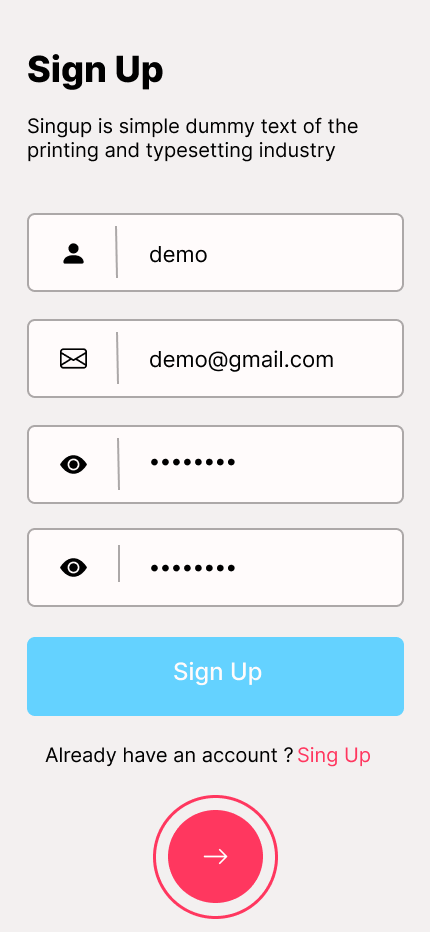 Sign Up
Singup is simple dummy text of the
printing and typesetting industry
demo
demo@gmail.com
••••••••
••••••••
Sign Up
Already have an account ? Sing Up